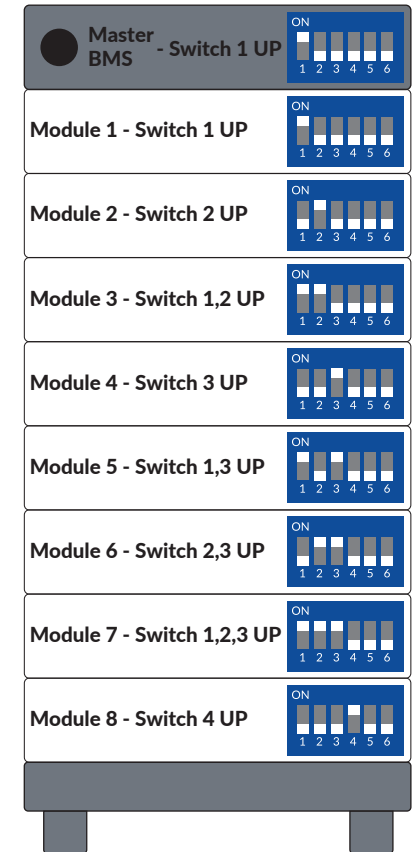 Master BMS - Switch 1 UP
ON
1 2 3 4 5 6
Module 1 - Switch 1 UP
ON
1 2 3 4 5 6
Module 2 - Switch 2 UP
ON
1 2 3 4 5 6
Module 3 - Switch 1,2 UP
ON
1 2 3 4 5 6
Module 4 - Switch 3 UP
ON
1 2 3 4 5 6
Module 5 - Switch 1,3 UP
ON
1 2 3 4 5 6
Module 6 - Switch 2,3 UP
ON
1 2 3 4 5 6
Module 7 - Switch 1,2,3 UP
ON
1 2 3 4 5 6
Module 8 - Switch 4 UP
ON
1 2 3 4 5 6